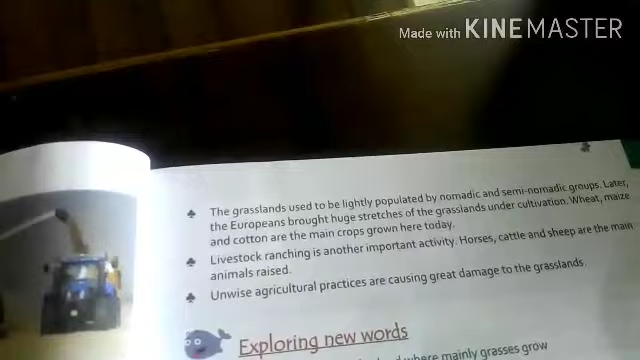 Made with KINEMASTER
The grasslands used to be lightly populated by nomadic and semi-nomadic groups. Later,
the Europeans brought huge stretches of the grasslands under cultivation. Wheat, maize
and cotton are the main crops grown here today.
Livestock ranching is another important activity. Horses, cattle and sheep are the main
animals raised.
Unwise agricultural practices are causing great damage to the grasslands.
Exploring new words
where mainly grasses grow